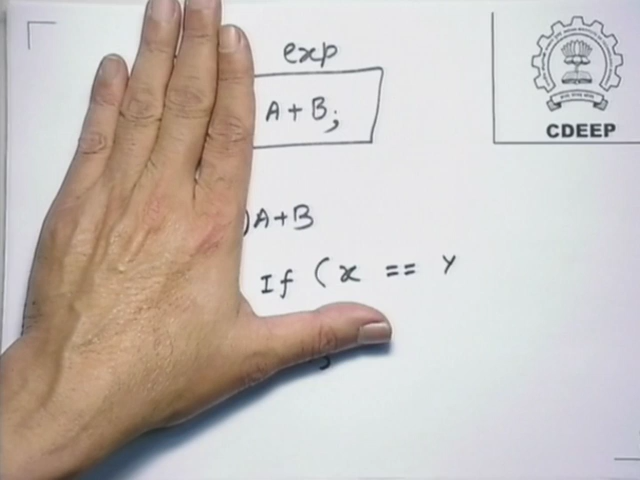 exp
A + B;
)A+B
If (x == y
CDEEP